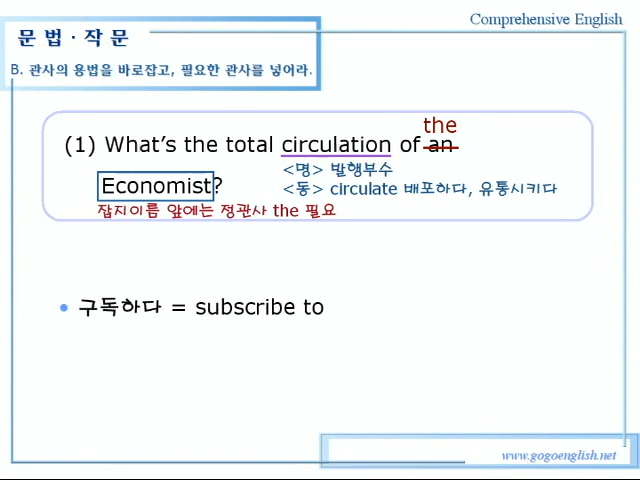 Comprehensive English
문 법 · 작 문
B. 관사의 용법을 바로잡고, 필요한 관사를 넣어라.
the
(1) What's the total circulation of an
<명> 발행부수
Economist?
<동> circulate 배포하다, 유통시키다
잡지이름 앞에는 정관사 the 필요
• 구독하다 = subscribe to
www.gogoenglish.net